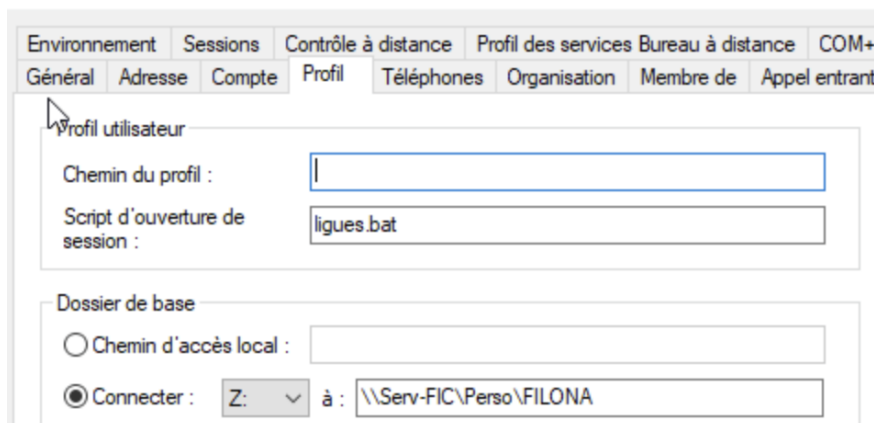 Environnement Sessions Contrôle à distance Profil des services Bureau à distance COM+
Général Adresse Compte Profil Téléphones Organisation Membre de Appel entrant
Profil utilisateur
Chemin du profil :
Script d'ouverture de
session :
ligues.bat
Dossier de base
Chemin d'accès local :
Connecter : Z: à : \\Serv-FIC\Perso\FILONA